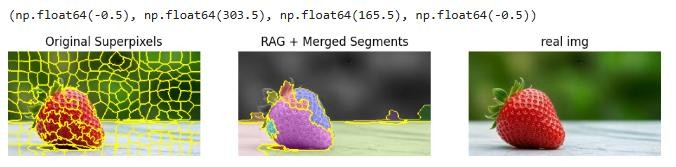 (np.float64(-0.5), np.float64(303.5), np.float64(165.5), np.float64(-0.5))
Original Superpixels
RAG + Merged Segments
real img